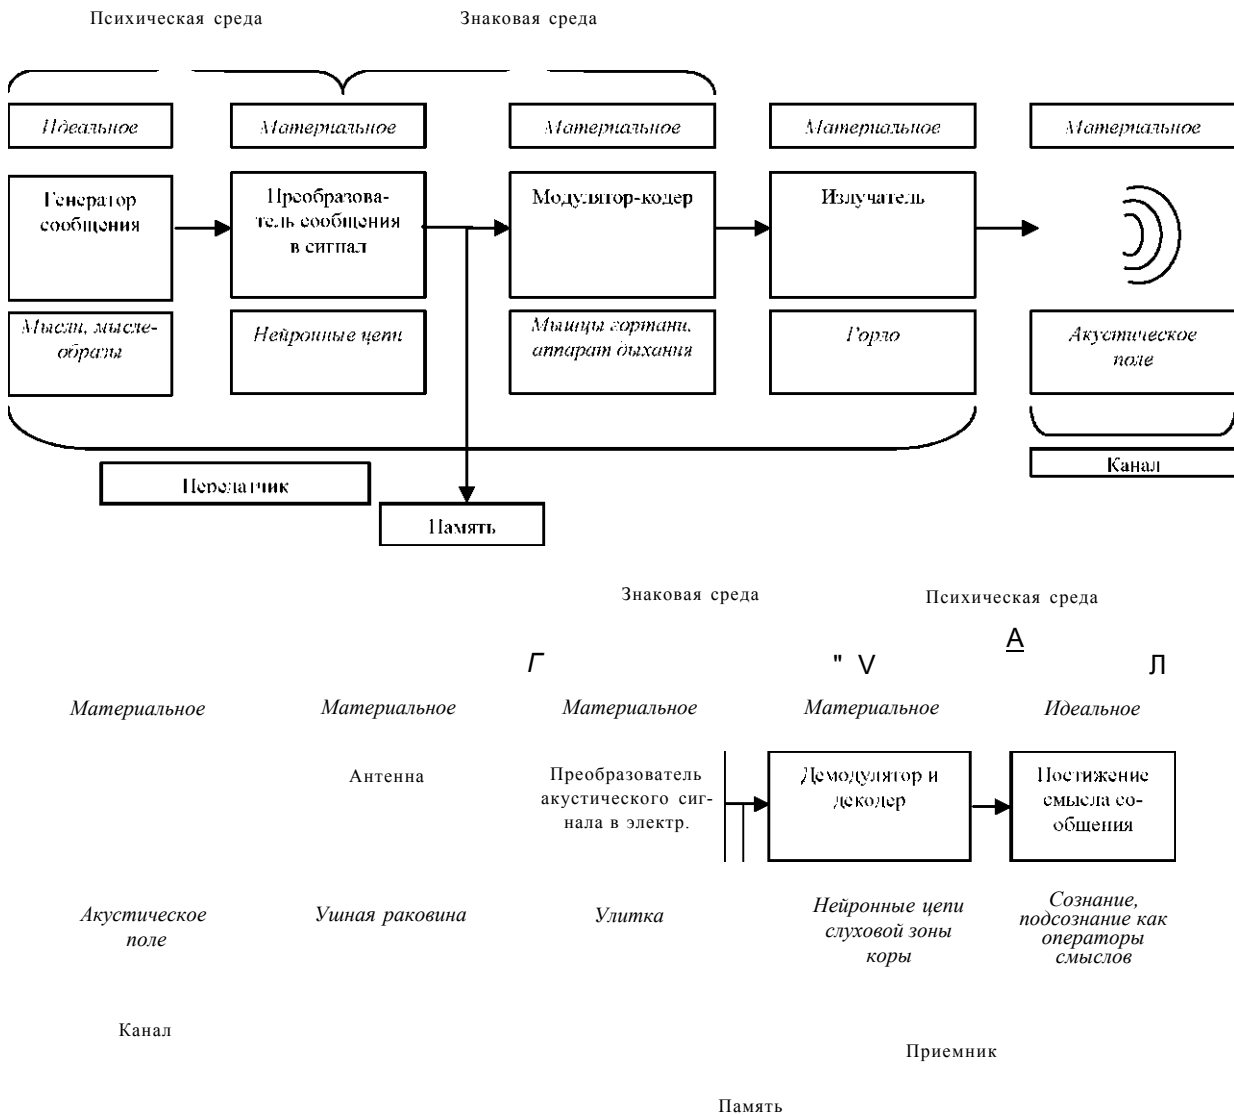 Психическая среда
Знаковая среда
Идеальное
Материальное
Материальное
Материальное
Материальное
Генератор
сообщения
Преобразова-
тель сообщения
в сигнал
Модулятор-кодер
Излучатель
Мысли, мысле-
образы
Нейронные цепи
Мышцы гортани,
аппарат дыхания
Горло
Акустическое
поле
Передатчик
Канал
Память
Знаковая среда
Психическая среда
А
Г
" V
Л
Материальное
Материальное
Материальное
Материальное
Идеальное
Антенна
Преобразователь
акустического сиг-
нала в электр.
Демодулятор и
декодер
Постижение
смысла со-
общения
Акустическое
поле
Ушная раковина
Улитка
Нейронные цепи
слуховой зоны
коры
Сознание,
подсознание как
операторы
смыслов
Канал
Приемник
Память